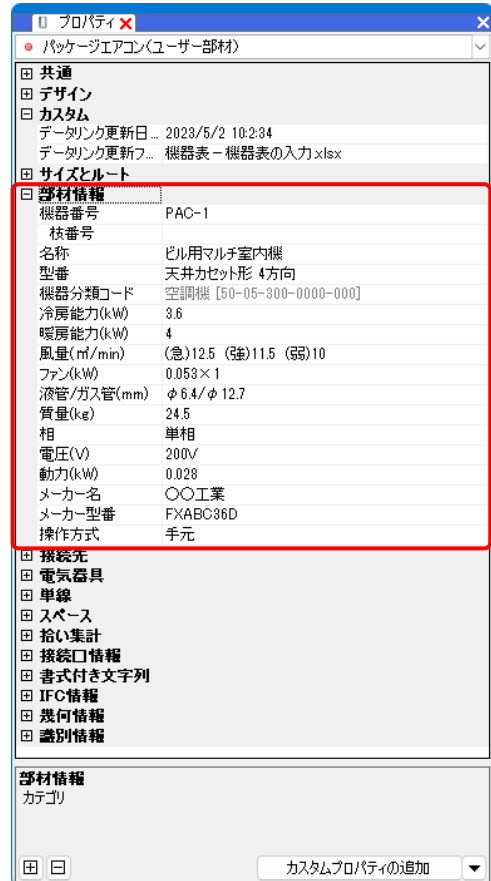 プロパティ
パッケージエアコン(ユーザー部材)
共通
デザイン
カスタム
データリンク更新日... 2023/5/2 10:2:34
データリンク更新フ... 機器表－機器表の入力.xlsx
サイズとルート
部材情報
機器番号 PAC-1
枝番号
名称 ビル用マルチ室内機
型番 天井カセット形 4方向
機器分類コード 空調機 [50-05-300-0000-000]
冷房能力(kW) 3.6
暖房能力(kW) 4
風量(㎥/min) (急)12.5 (強)11.5 (弱)10
ファン(kW) 0.053×1
液管/ガス管(mm) φ6.4/φ12.7
質量(kg) 24.5
相 単相
電圧(V) 200V
動力(kW) 0.028
メーカー名 〇〇工業
メーカー型番 FXABC36D
操作方式 手元
接続先
電気器具
単線
スペース
拾い集計
接続口情報
書式付き文字列
IFC情報
幾何情報
識別情報
部材情報
カテゴリ
カスタムプロパティの追加